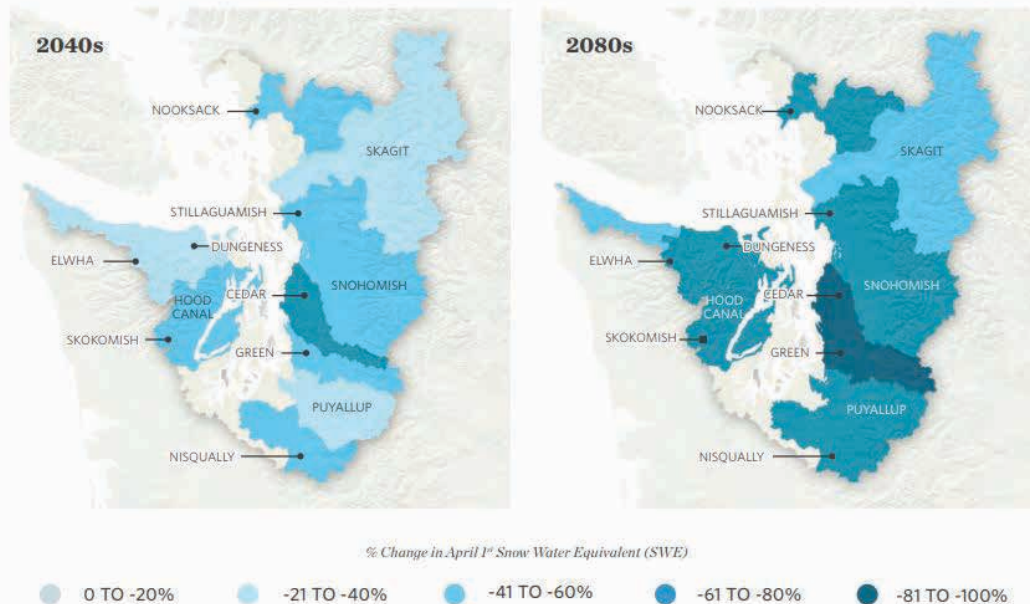 2040s
NOOKSACK
SKAGIT
STILLAGUAMISH
DUNGENESS
ELWHA
HOOD
CANAL
CEDAR
SNOHOMISH
SKOKOMISH
GREEN
PUYALLUP
NISQUALLY
2080s
NOOKSACK
SKAGIT
STILLAGUAMISH
DUNGENESS
ELWHA
HOOD
CANAL
CEDAR
SNOHOMISH
SKOKOMISH
GREEN
PUYALLUP
NISQUALLY
% Change in April 1st Snow Water Equivalent (SWE)
0 TO -20%
-21 TO -40%
-41 TO -60%
-61 TO -80%
-81 TO -100%